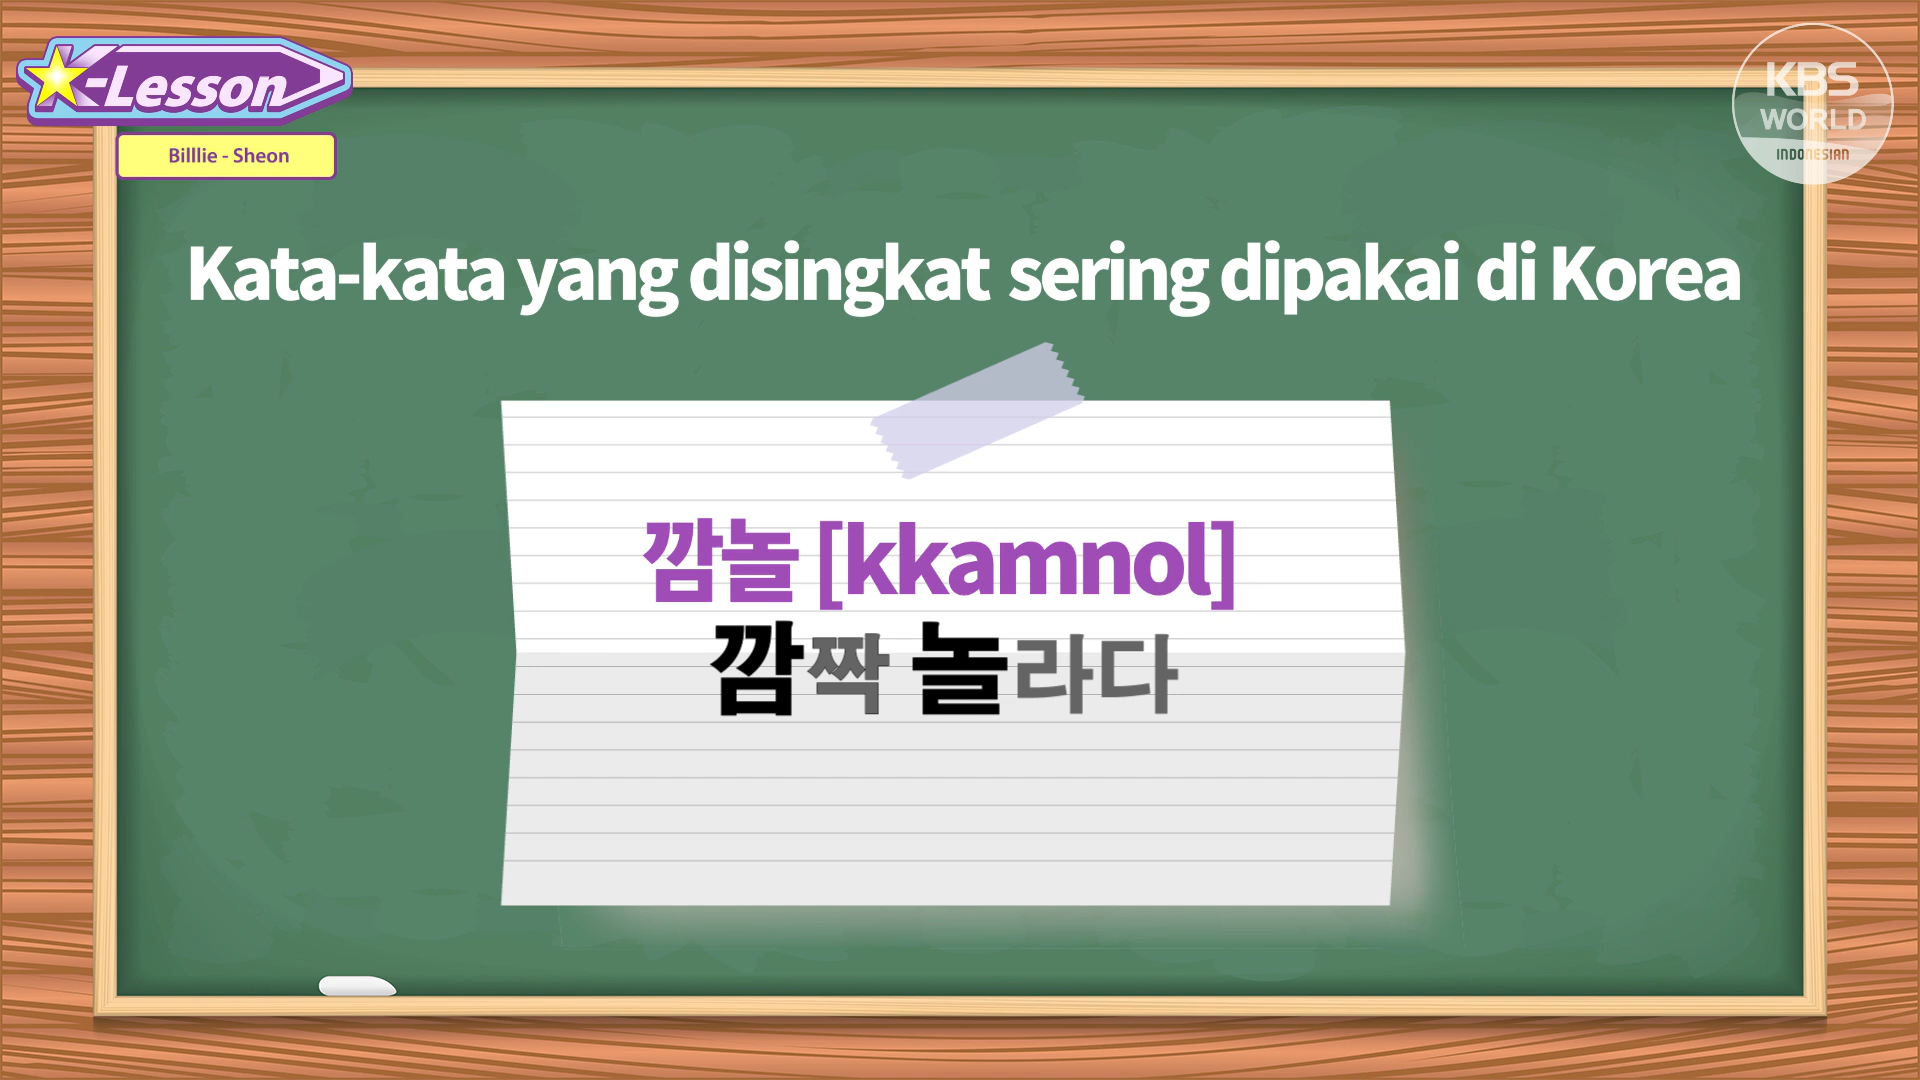 K-Lesson
Billlie - Sheon
KBS
WORLD
INDONESIAN
Kata-kata yang disingkat sering dipakai di Korea
깜놀 [kkamnol]
깜짝 놀라다